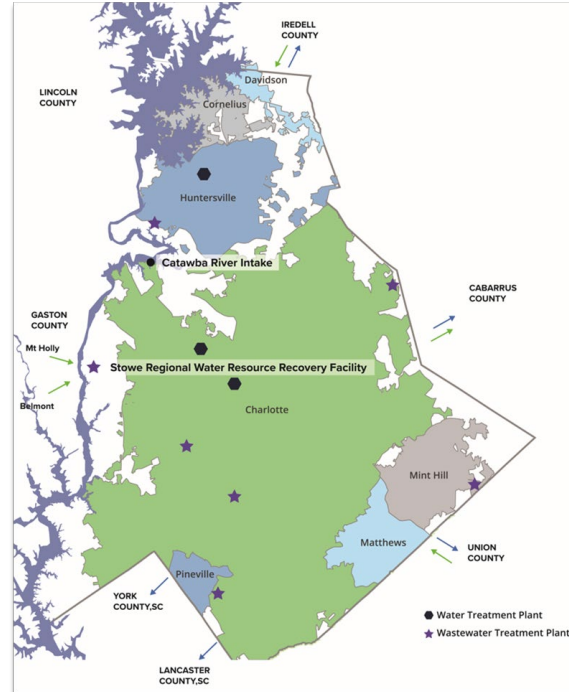 IREDELL
COUNTY
LINCOLN
COUNTY
Davidson
Cornelius
Huntersville
Catawba River Intake
GASTON
COUNTY
CABARRUS
COUNTY
Mt Holly
Stowe Regional Water Resource Recovery Facility
Belmont
Charlotte
Mint Hill
Matthews
UNION
COUNTY
Pineville
YORK
COUNTY,SC
Water Treatment Plant
Wastewater Treatment Plant
LANCASTER
COUNTY,SC